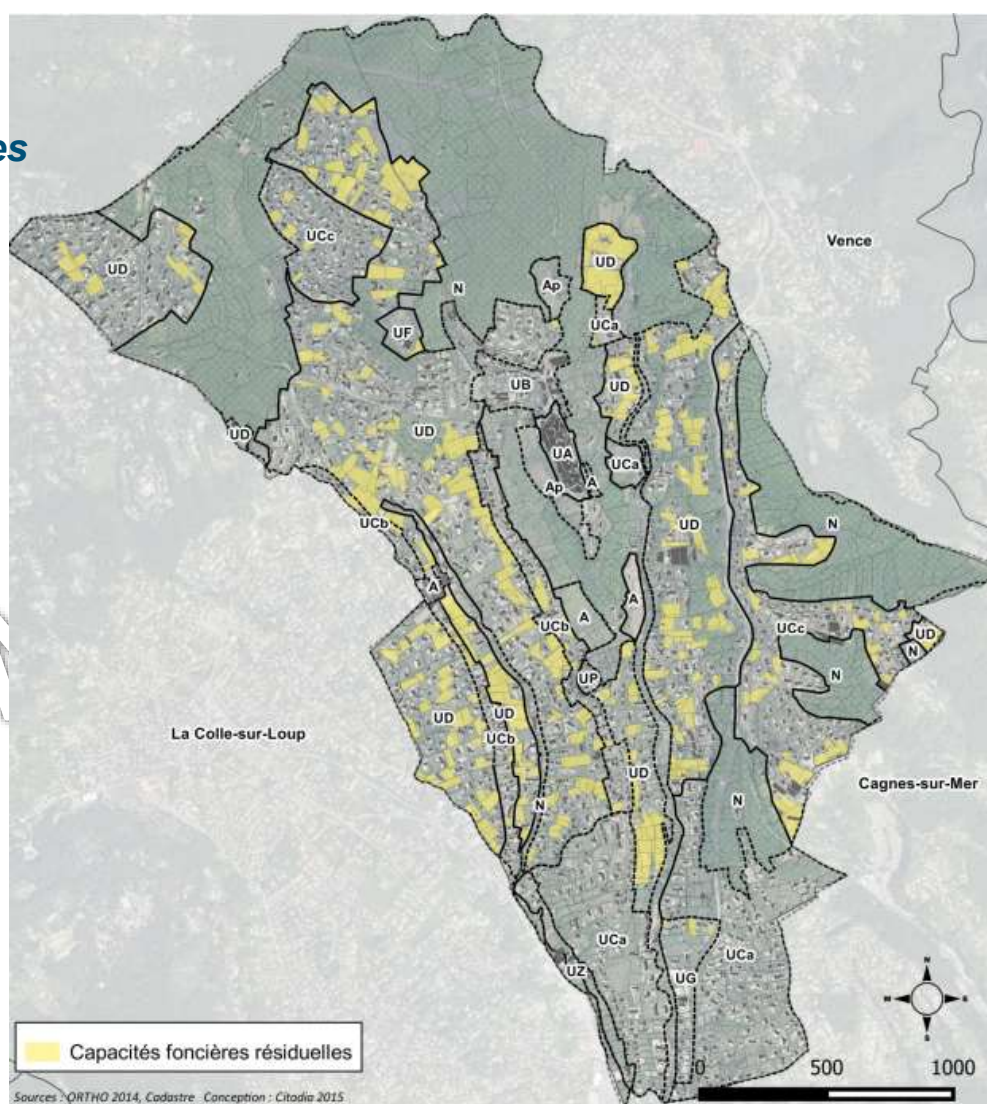 es
UCc
Vence
UD
UD
Ap
N
UCa
UF
UB
UD
UD
UD
UA
UCa
Ap
A
UCb
UD
N
A
A
A
UCb
UCc
UD
N
UP
N
La Colle-sur-Loup
UD
UD
UCb
UD
Cagnes-sur-Mer
N
N
UCa
UCa
UZ
UG
N
W
E
S
Capacités foncières résiduelles
0 500 1000
Sources : ORTHO 2014, Cadastre Conception : Citadia 2015